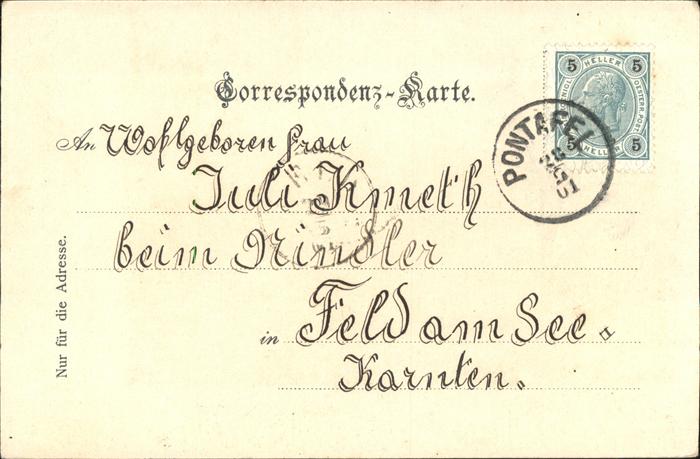 Correspondenz-Karte.
An Wohlgeboren Frau
Juli Kmeth
beim Rindler
in Feld am See.
Karnten.
Nur für die Adresse.
5 HELLER 5
5 HELLER 5
PONTAFEL